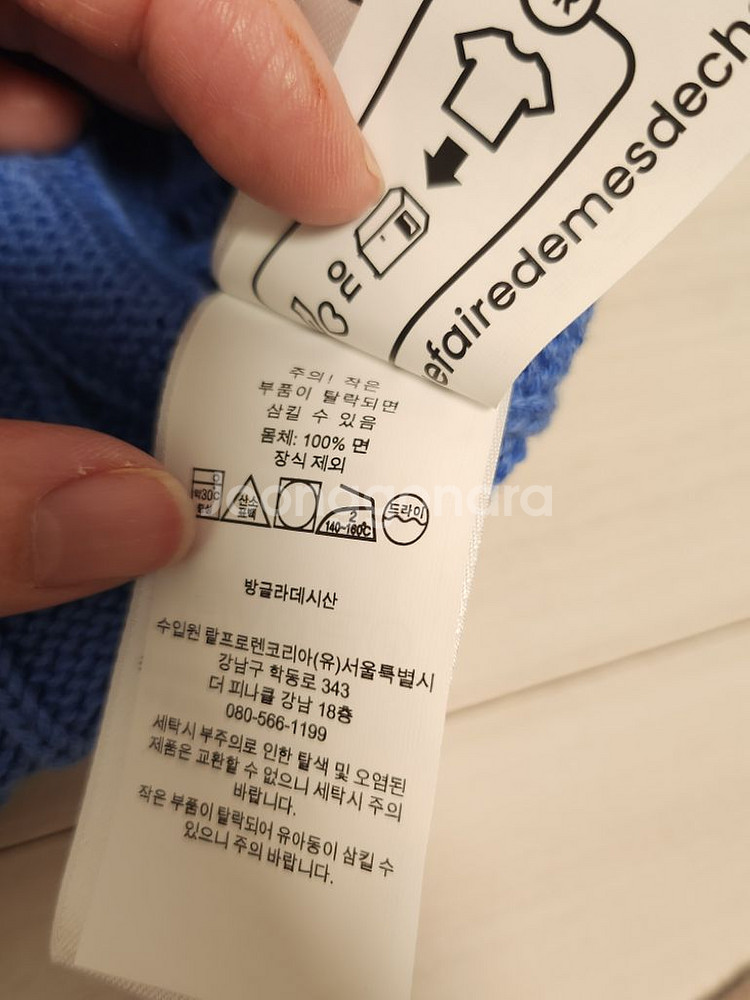 efairedemesdech
주의! 작은
부품이 탈락되면
삼킬 수 있음
몸체: 100% 면
장식 제외
약30℃
중성
산소
표백
2
140~160℃
드라이
joonggonara
방글라데시산
수입원 랄프로렌코리아(유)서울특별시
강남구 학동로 343
더 피나클 강남 18층
080-566-1199
세탁시 부주의로 인한 탈색 및 오염된
제품은 교환할 수 없으니 세탁시 주의
바랍니다.
작은 부품이 탈락되어 유아동이 삼킬 수
있으니 주의 바랍니다.